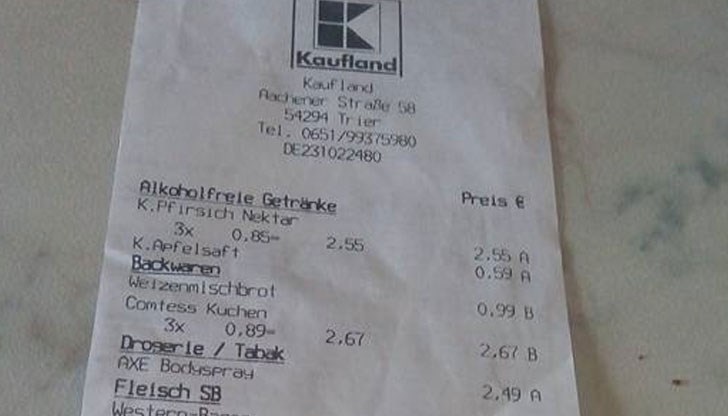 Kaufland
Kaufland
Aachener Straße 58
54294 Trier
Tel. 0651/99375980
DE231022480
Preis €
Alkoholfreie Getränke
K.Pfirsich Nektar
3x 0,85= 2.55 2.55 A
K.Apfelsaft 0.59 A
Backwaren
Weizenmischbrot 0,99 B
Comtess Kuchen
3x 0,89= 2,67 2,67 B
Drogerie / Tabak
AXE Bodyspray 2,49 A
Fleisch SB